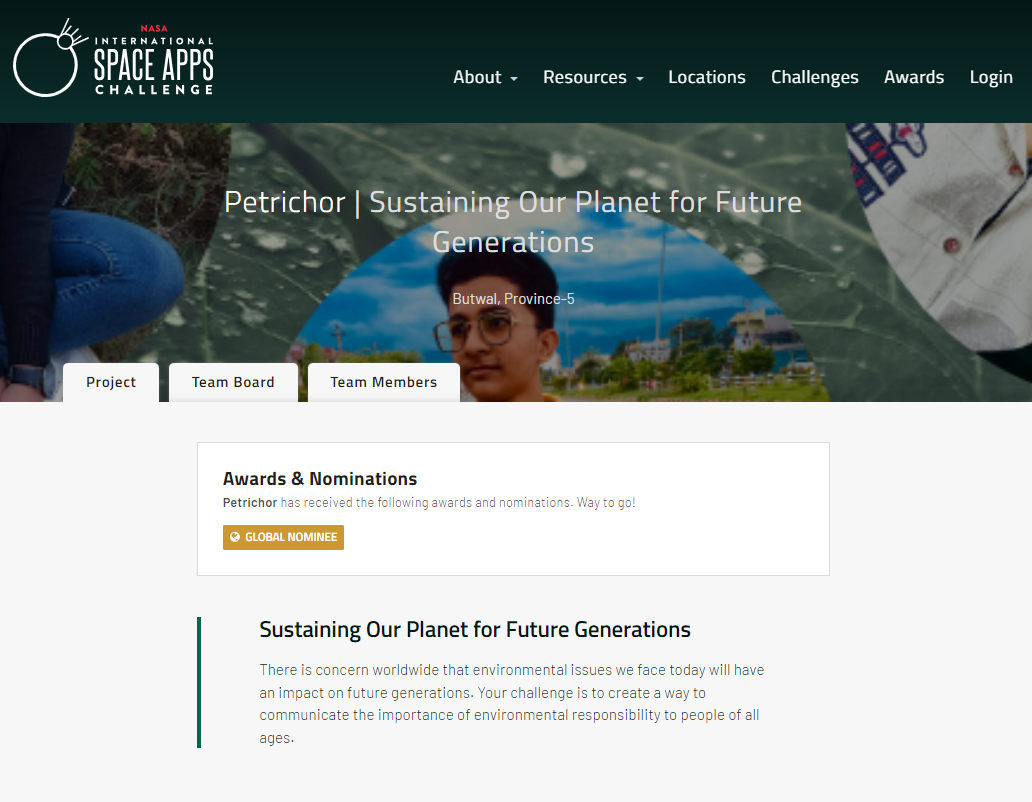 NASA
INTERNATIONAL
SPACE APPS
CHALLENGE
About Resources Locations Challenges Awards Login
Petrichor | Sustaining Our Planet for Future
Generations
Butwal, Province-5
Project Team Board Team Members
Awards & Nominations
Petrichor has received the following awards and nominations. Way to go!
GLOBAL NOMINEE
Sustaining Our Planet for Future Generations
There is concern worldwide that environmental issues we face today will have
an impact on future generations. Your challenge is to create a way to
communicate the importance of environmental responsibility to people of all
ages.